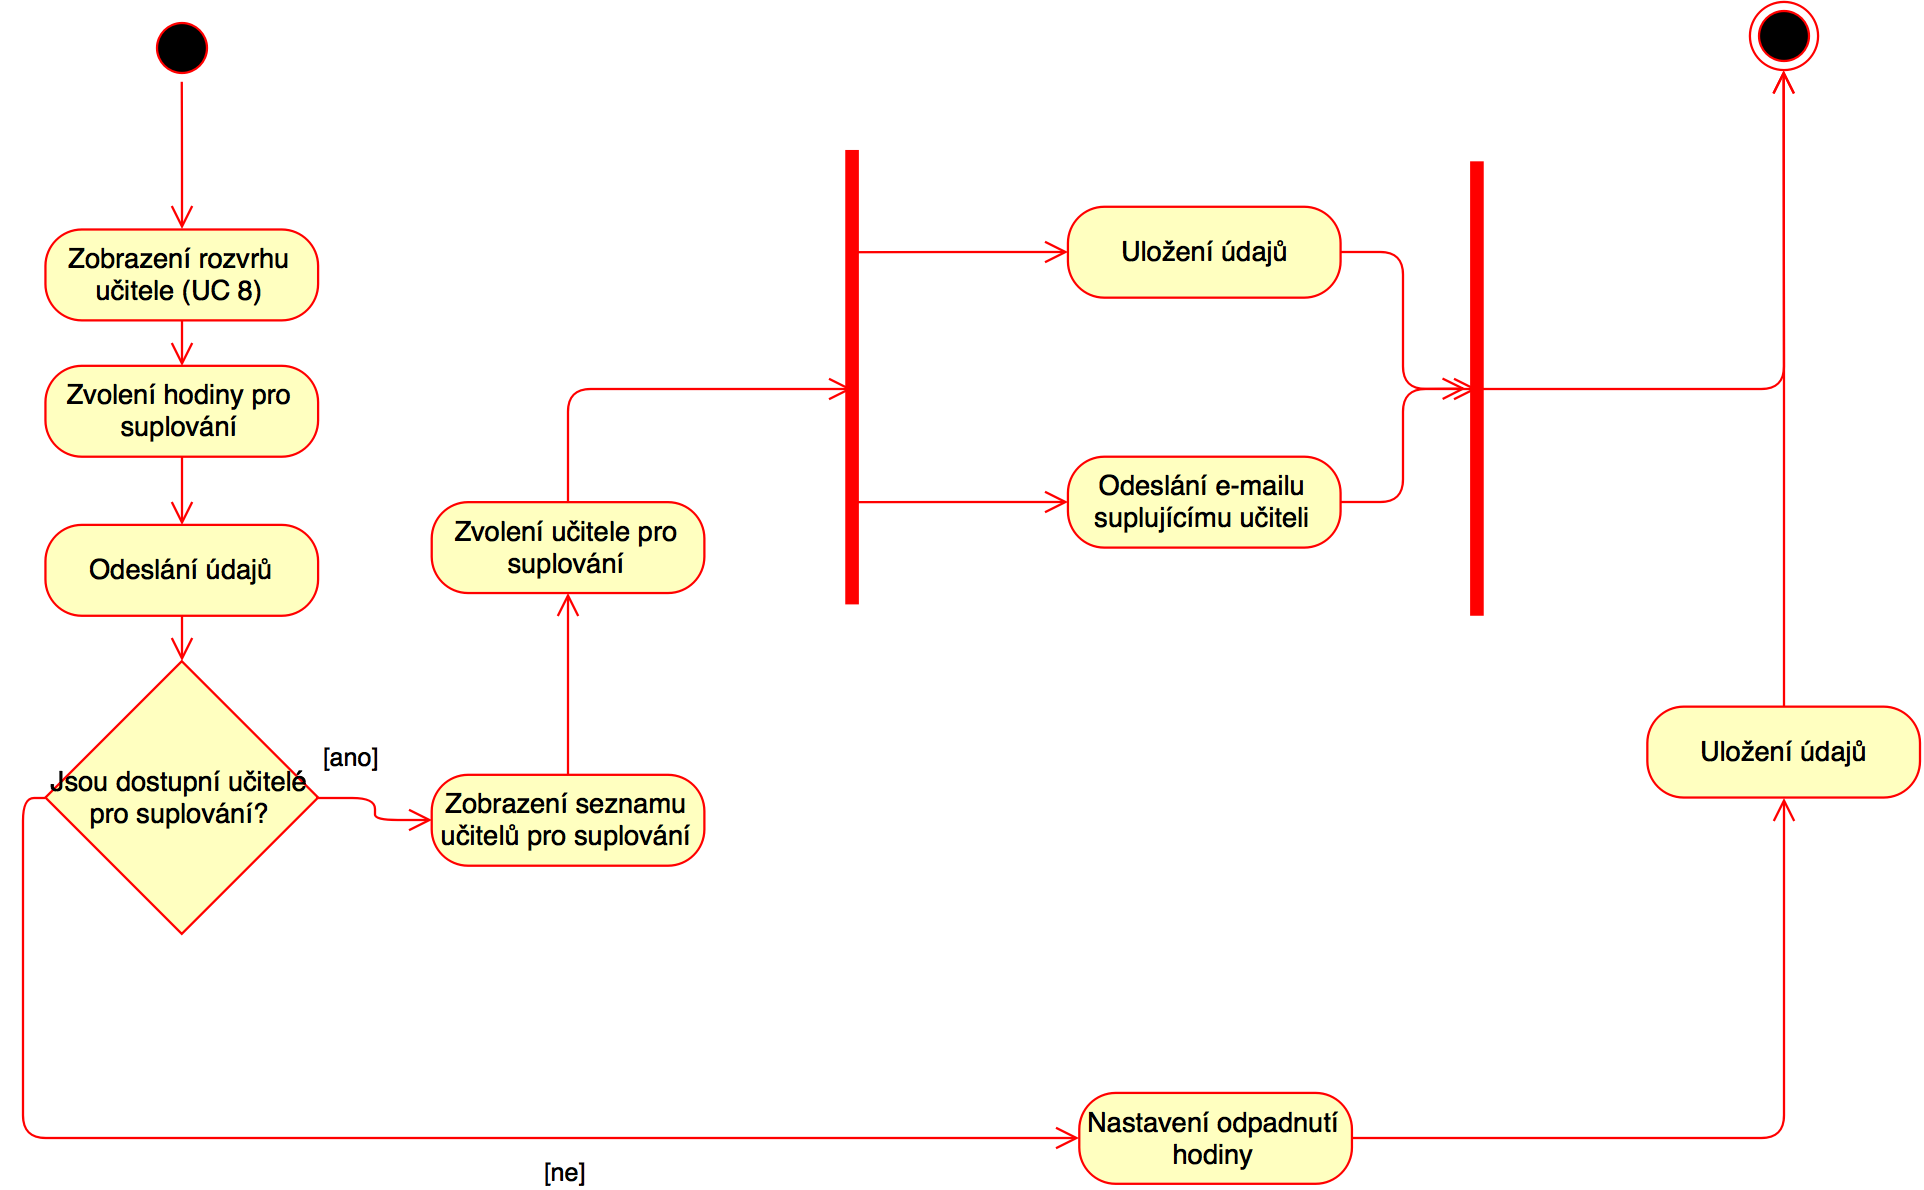 Zobrazení rozvrhu
učitele (UC 8)
Zvolení hodiny pro
suplování
Odeslání údajů
Jsou dostupní učitelé
pro suplování?
[ano]
Zobrazení seznamu
učitelů pro suplování
Zvolení učitele pro
suplování
Uložení údajů
Odeslání e-mailu
suplujícímu učiteli
[ne]
Nastavení odpadnutí
hodiny
Uložení údajů